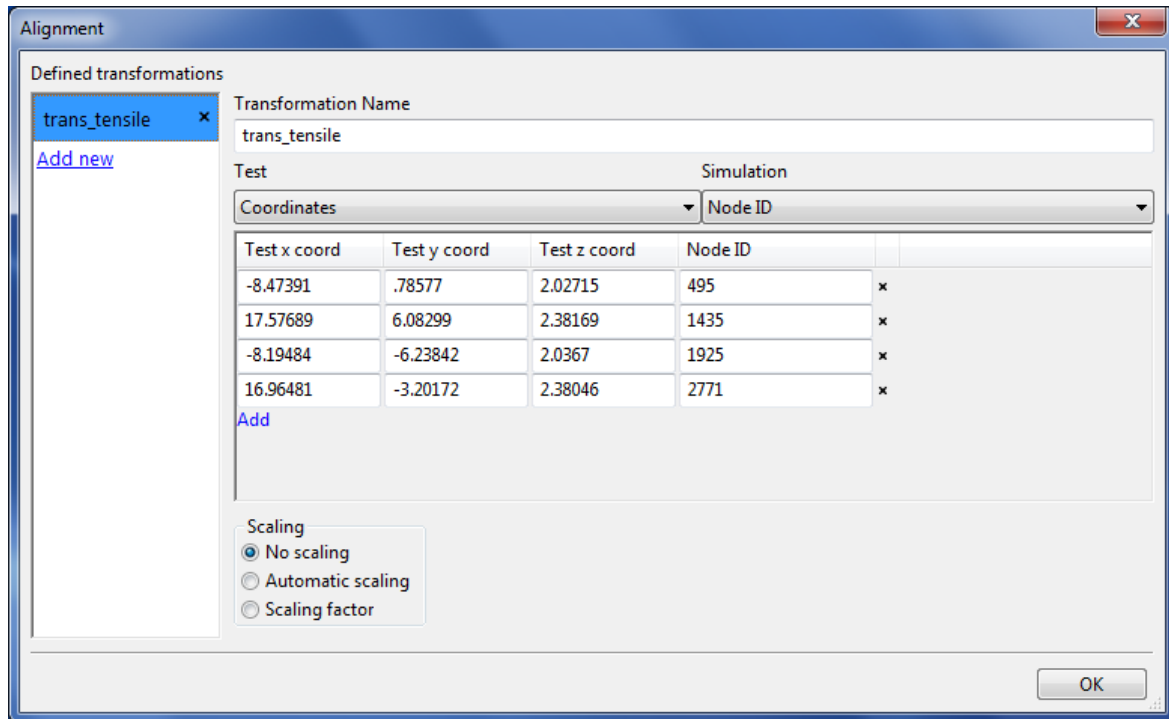 Alignment
Defined transformations
trans_tensile ×
Add new
Transformation Name
trans_tensile
Test Simulation
Coordinates Node ID
Test x coord Test y coord Test z coord Node ID
-8.47391 .78577 2.02715 495 ×
17.57689 6.08299 2.38169 1435 ×
-8.19484 -6.23842 2.0367 1925 ×
16.96481 -3.20172 2.38046 2771 ×
Add
Scaling
No scaling
Automatic scaling
Scaling factor
OK